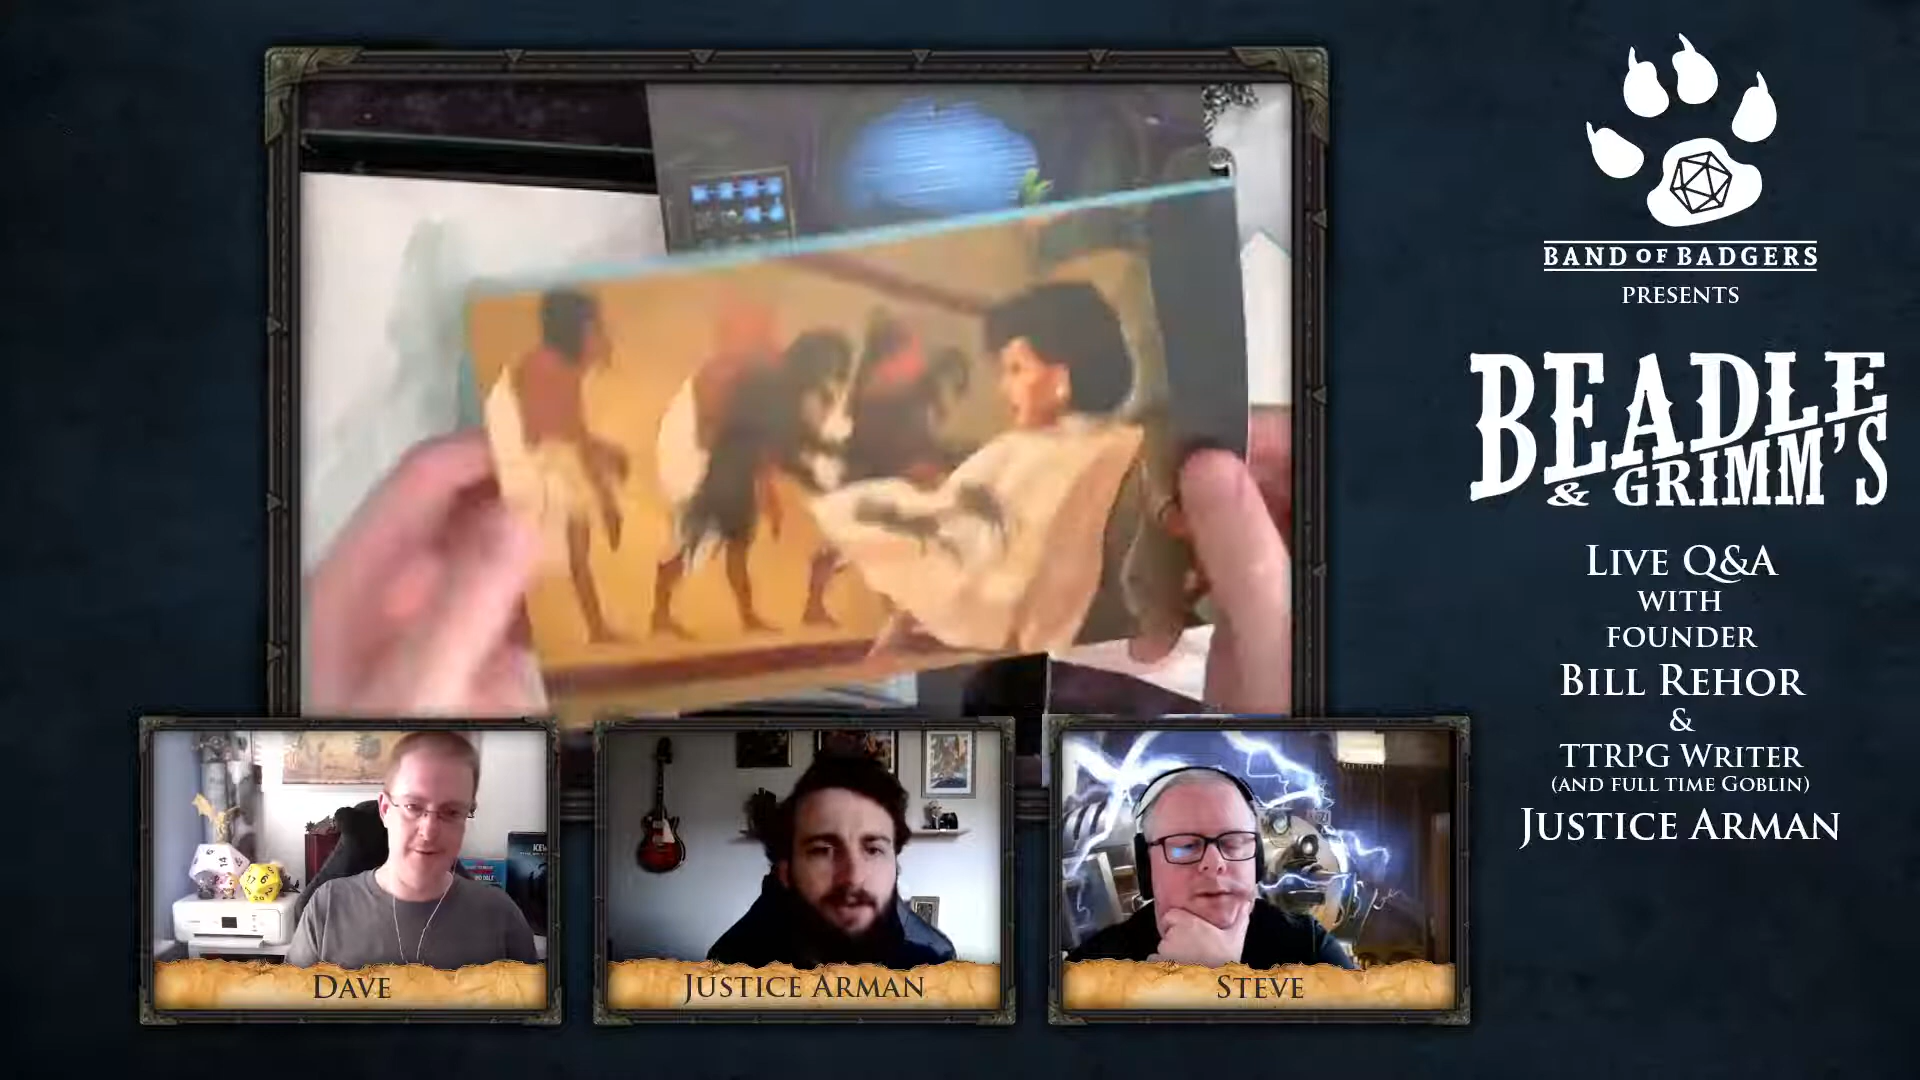 BAND OF BADGERS
PRESENTS
BEADLE
& GRIMM'S
LIVE Q&A
WITH
FOUNDER
BILL REHOR
&
TTRPG WRITER
(AND FULL TIME GOBLIN)
JUSTICE ARMAN
DAVE
JUSTICE ARMAN
STEVE